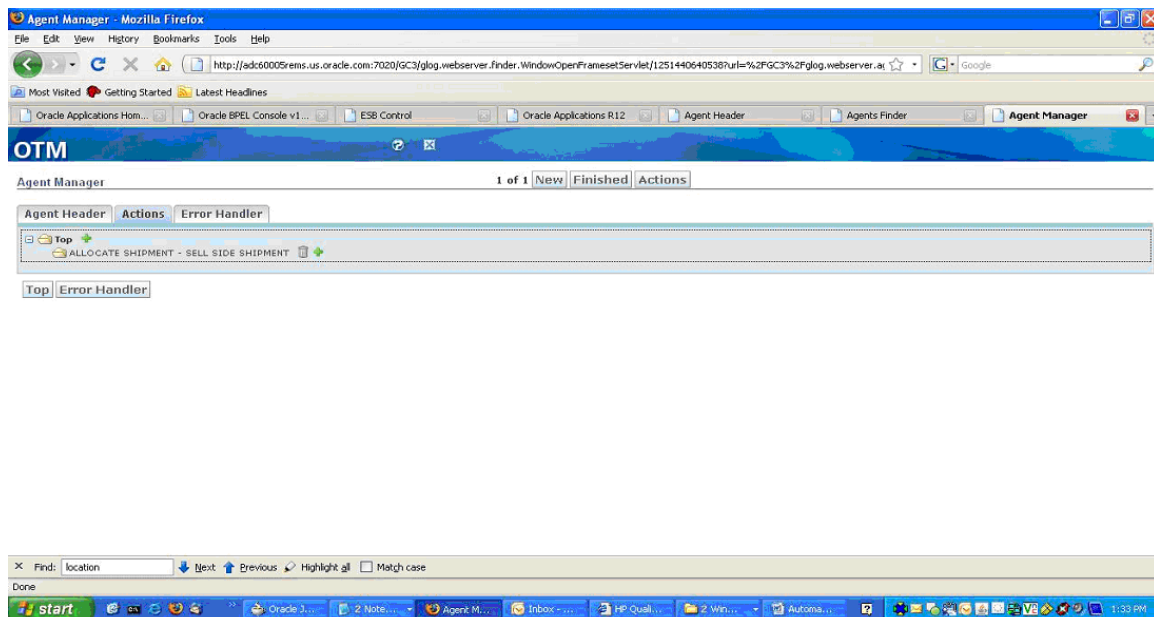 Agent Manager - Mozilla Firefox
File Edit View History Bookmarks Tools Help
http://adc60005rems.us.oracle.com:7020/GC3/glog.webserver.finder.WindowOpenFramesetServlet/1251440640538?url=%2FGC3%2Fglog.webserver.ag G Google
Most Visited Getting Started Latest Headlines
Oracle Applications Hom... Oracle BPEL Console v1... ESB Control Oracle Applications R12 Agent Header Agents Finder Agent Manager
OTM ?
Agent Manager 1 of 1 New Finished Actions
Agent Header Actions Error Handler
Top
ALLOCATE SHIPMENT - SELL SIDE SHIPMENT
Top Error Handler
Find: location Next Previous Highlight all Match case
Done
start Oracle J... 2 Note... Agent M... Inbox - ... HP Quali... 2 Win... Automa... ? V2 1:33 PM